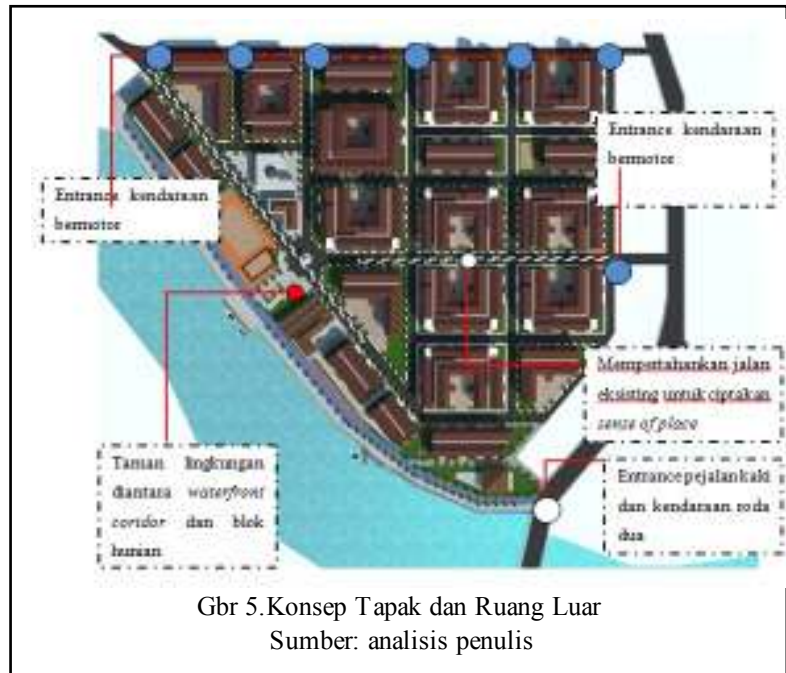 Entrance kendaraan
bermotor
Entrance kendaraan
bermotor
Mempertahankan jalan
eksisting untuk ciptakan
sense of place
Taman lingkungan
diantara waterfront
coridor dan blok
hunian
Entrance pejalan kaki
dan kendaraan roda
dua
Gbr 5.Konsep Tapak dan Ruang Luar
Sumber: analisis penulis